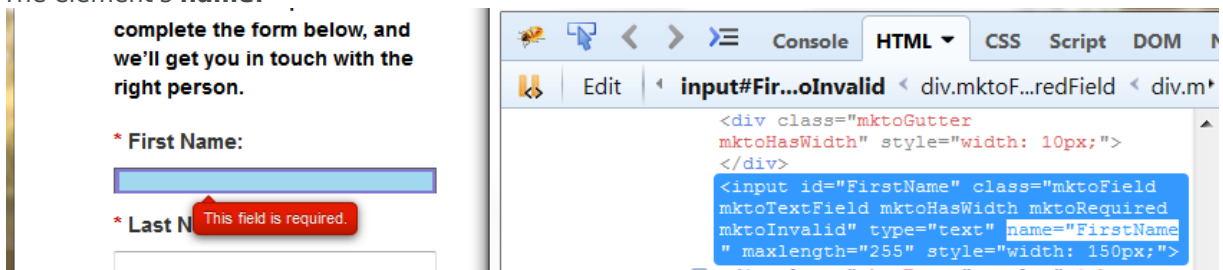 name:
complete the form below, and
we'll get you in touch with the
right person.
* First Name:
This field is required.
* Last N
Console HTML CSS Script DOM
Edit input#Fir...oInvalid < div.mktoF...redField < div.m
<div class="mktoGutter
mktoHasWidth" style="width: 10px;">
</div>
<input id="FirstName" class="mktoField
mktoTextField mktoHasWidth mktoRequired
mktoInvalid" type="text" name="FirstName
" maxlength="255" style="width: 150px;">